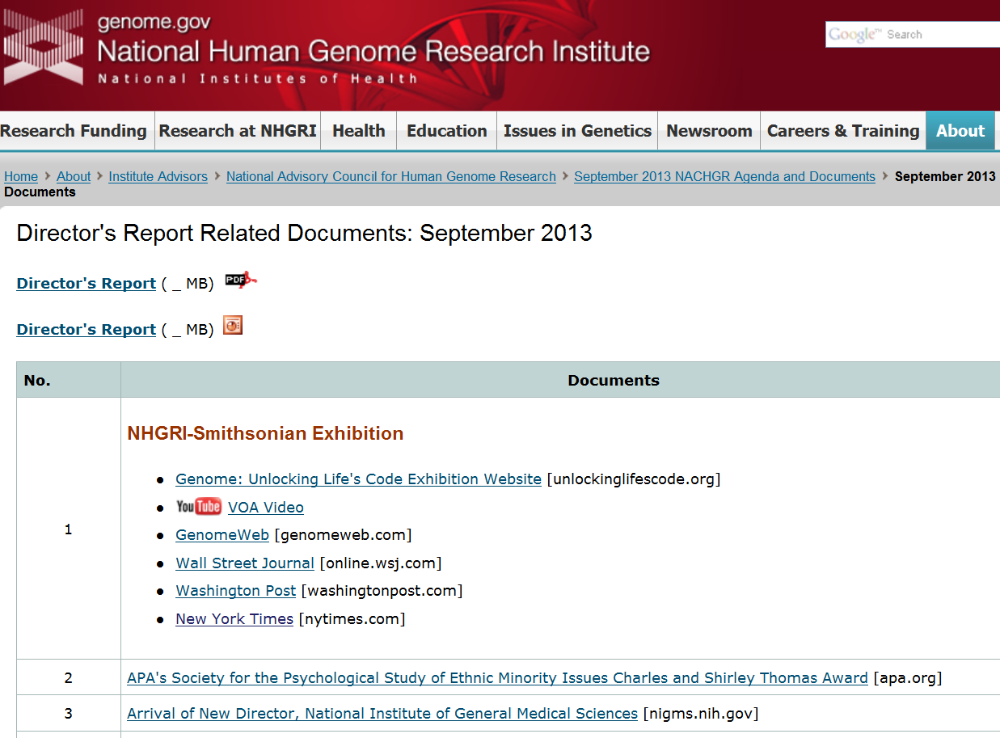 genome.gov
National Human Genome Research Institute
National Institutes of Health
Google™ Search
Research Funding Research at NHGRI Health Education Issues in Genetics Newsroom Careers & Training About
Home > About > Institute Advisors > National Advisory Council for Human Genome Research > September 2013 NACHGR Agenda and Documents > September 2013
Documents
Director's Report Related Documents: September 2013
Director's Report ( _ MB) PDF
Director's Report ( _ MB)
No. Documents
1
NHGRI-Smithsonian Exhibition
• Genome: Unlocking Life's Code Exhibition Website [unlockinglifescode.org]
• YouTube VOA Video
• GenomeWeb [genomeweb.com]
• Wall Street Journal [online.wsj.com]
• Washington Post [washingtonpost.com]
• New York Times [nytimes.com]
2 APA's Society for the Psychological Study of Ethnic Minority Issues Charles and Shirley Thomas Award [apa.org]
3 Arrival of New Director, National Institute of General Medical Sciences [nigms.nih.gov]